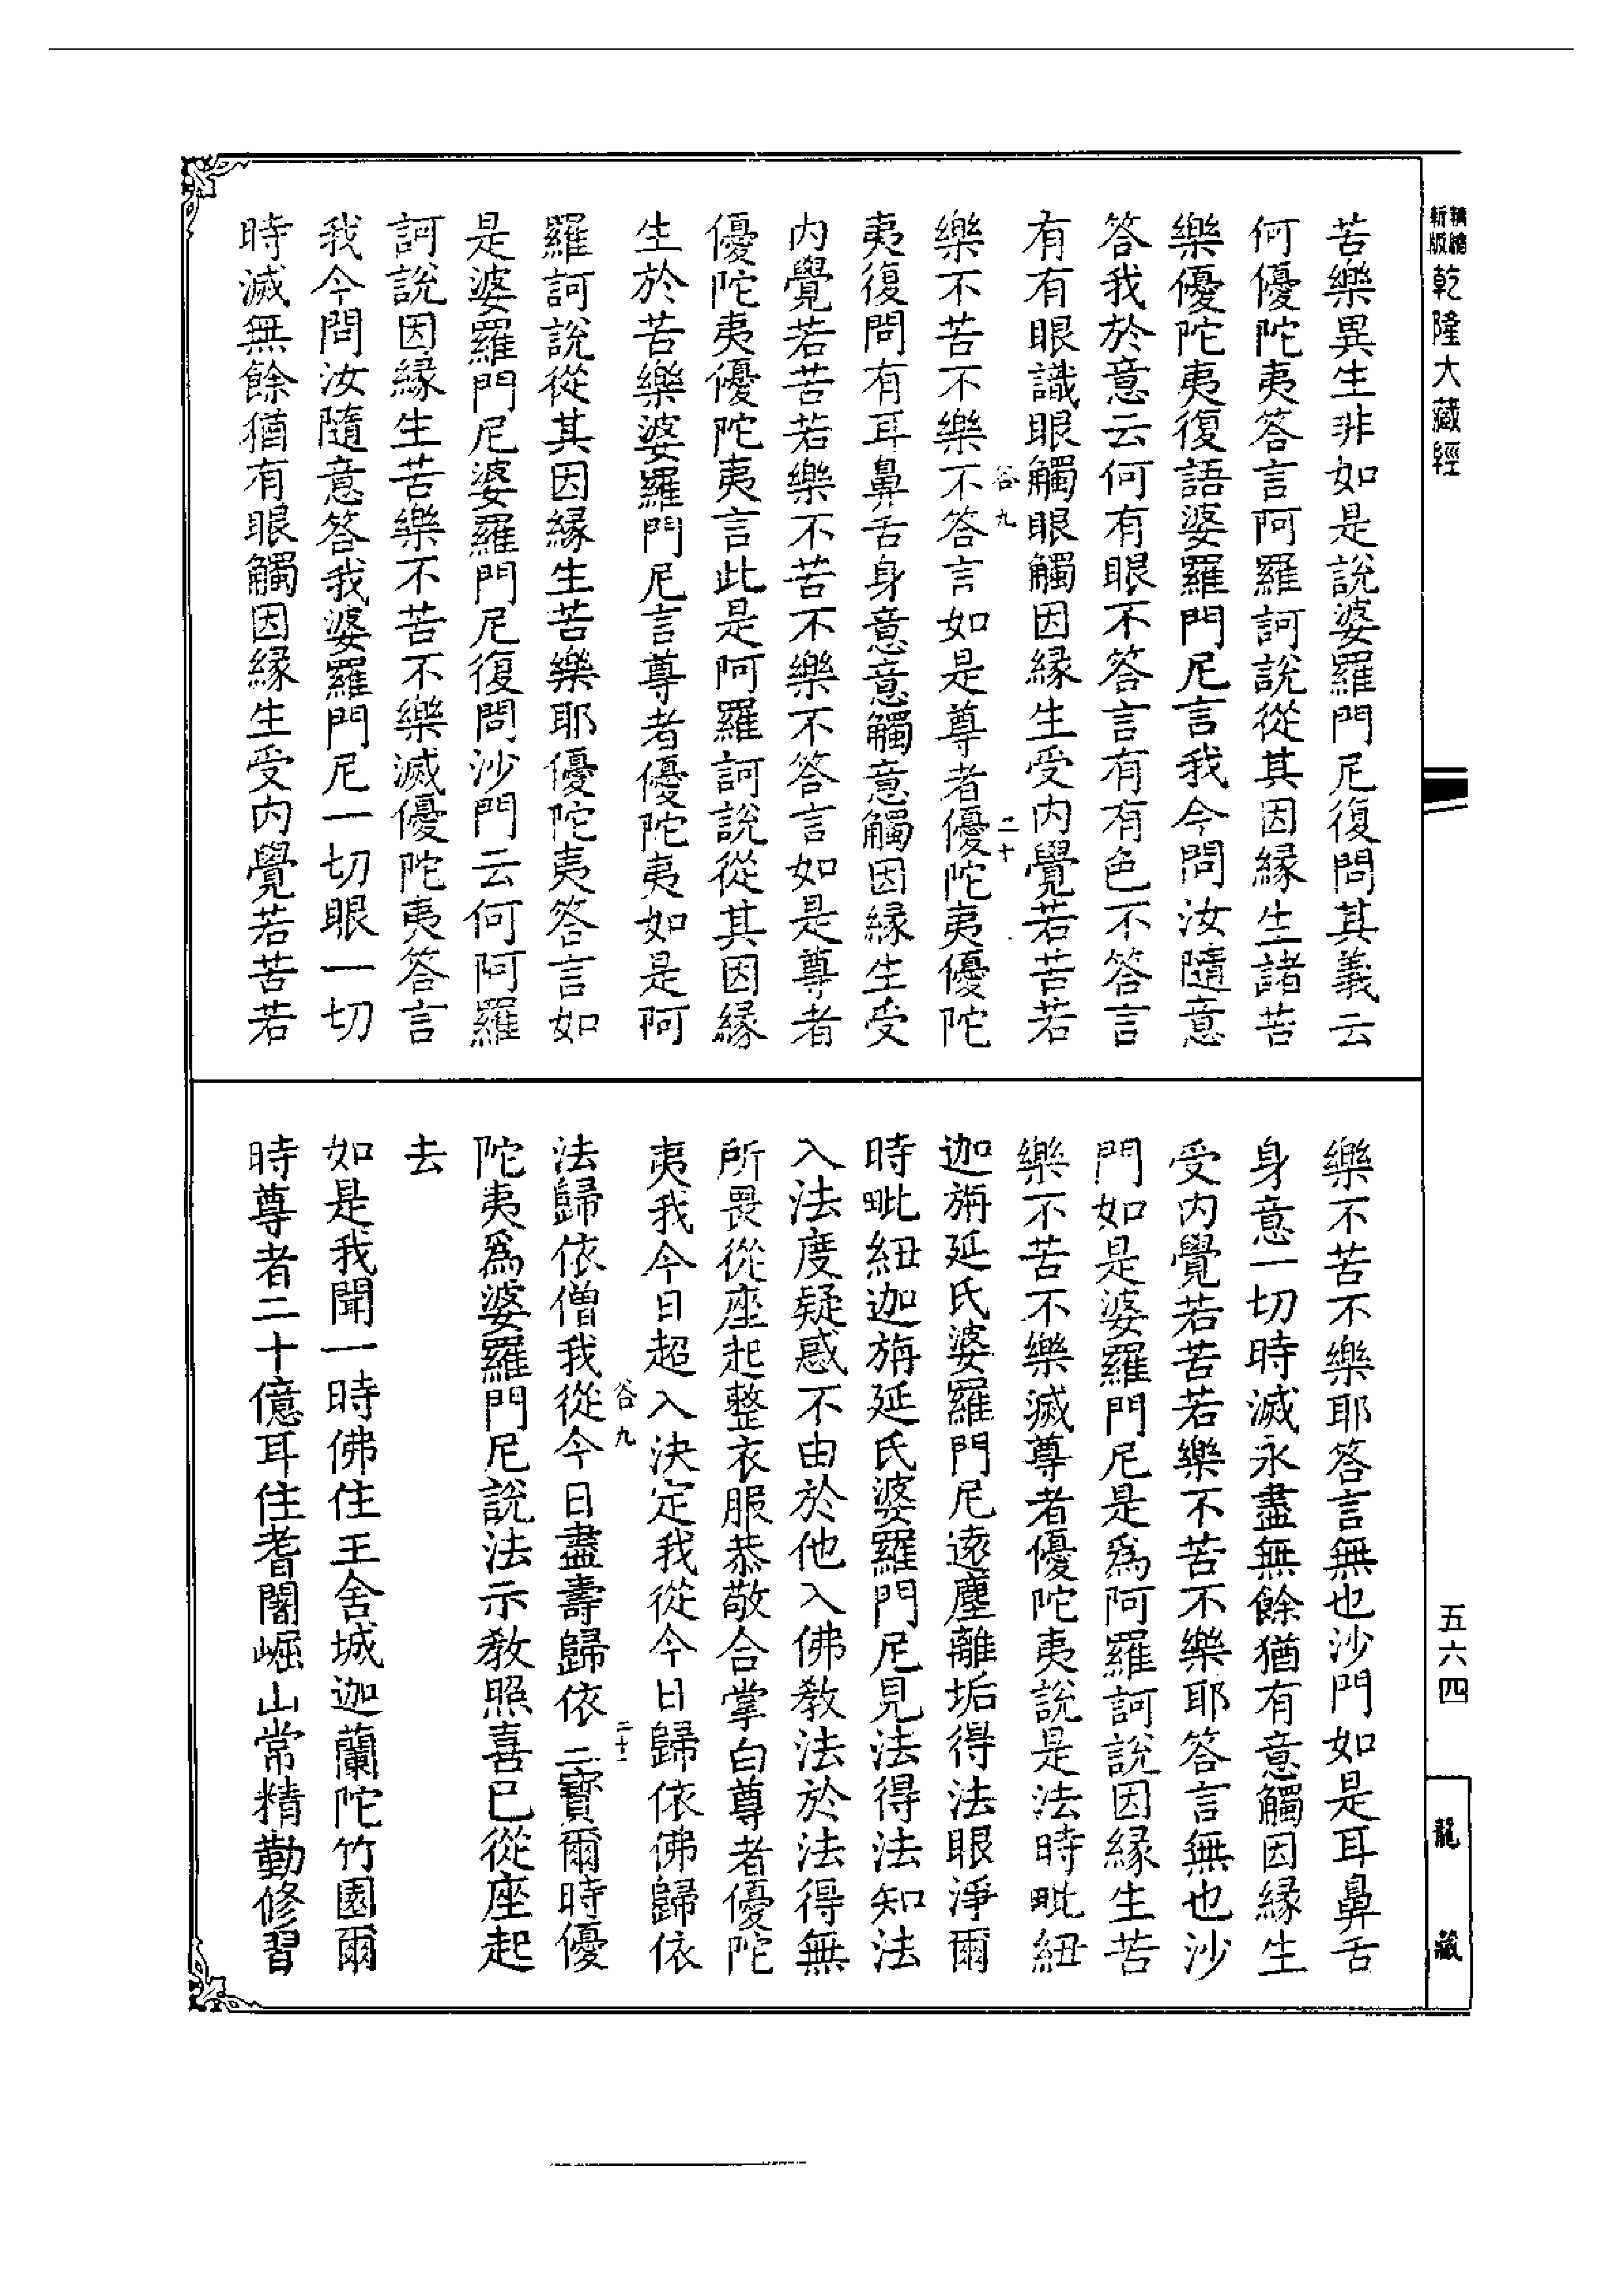 精繕
新版
乾隆大藏經
苦樂異生非如是說婆羅門尼復問其義云
何優陀夷答言阿羅訶說從其因緣生諸苦
樂優陀夷復語婆羅門尼言我今問汝隨意
答我於意云何有眼不答言有有色不答言
有有眼識眼觸眼觸因緣生受內覺若苦若
谷九
二十
樂不苦不樂不答言如是尊者優陀夷優陀
夷復問有耳鼻舌身意意觸意觸因緣生受
內覺若苦若樂不苦不樂不答言如是尊者
優陀夷優陀夷言此是阿羅訶說從其因緣
生於苦樂婆羅門尼言尊者優陀夷如是阿
羅訶說從其因緣生苦樂耶優陀夷答言如
是婆羅門尼婆羅門尼復問沙門云何阿羅
訶說因緣生苦樂不苦不樂滅優陀夷答言
我今問汝隨意答我婆羅門尼一切眼一切
時滅無餘猶有眼觸因緣生受內覺若苦若
樂不苦不樂耶答言無也沙門如是耳鼻舌
身意一切時滅永盡無餘猶有意觸因緣生
受內覺若苦若樂不苦不樂耶答言無也沙
門如是婆羅門尼是為阿羅訶說因緣生苦
樂不苦不樂滅尊者優陀夷說是法時毗紐
迦旃延氏婆羅門尼遠塵離垢得法眼淨爾
時毗紐迦旃延氏婆羅門尼見法得法知法
入法度疑惑不由於他入佛教法於法得無
所畏從座起整衣服恭敬合掌白尊者優陀
夷我今日超入決定我從今日歸依佛歸依
谷九
二十一
法歸依僧我從今日盡壽歸依三寶爾時優
陀夷為婆羅門尼說法示教照喜已從座起
去
如是我聞一時佛住王舍城迦蘭陀竹園爾
時尊者二十億耳住耆闍崛山常精勤修習
五六四
龍藏